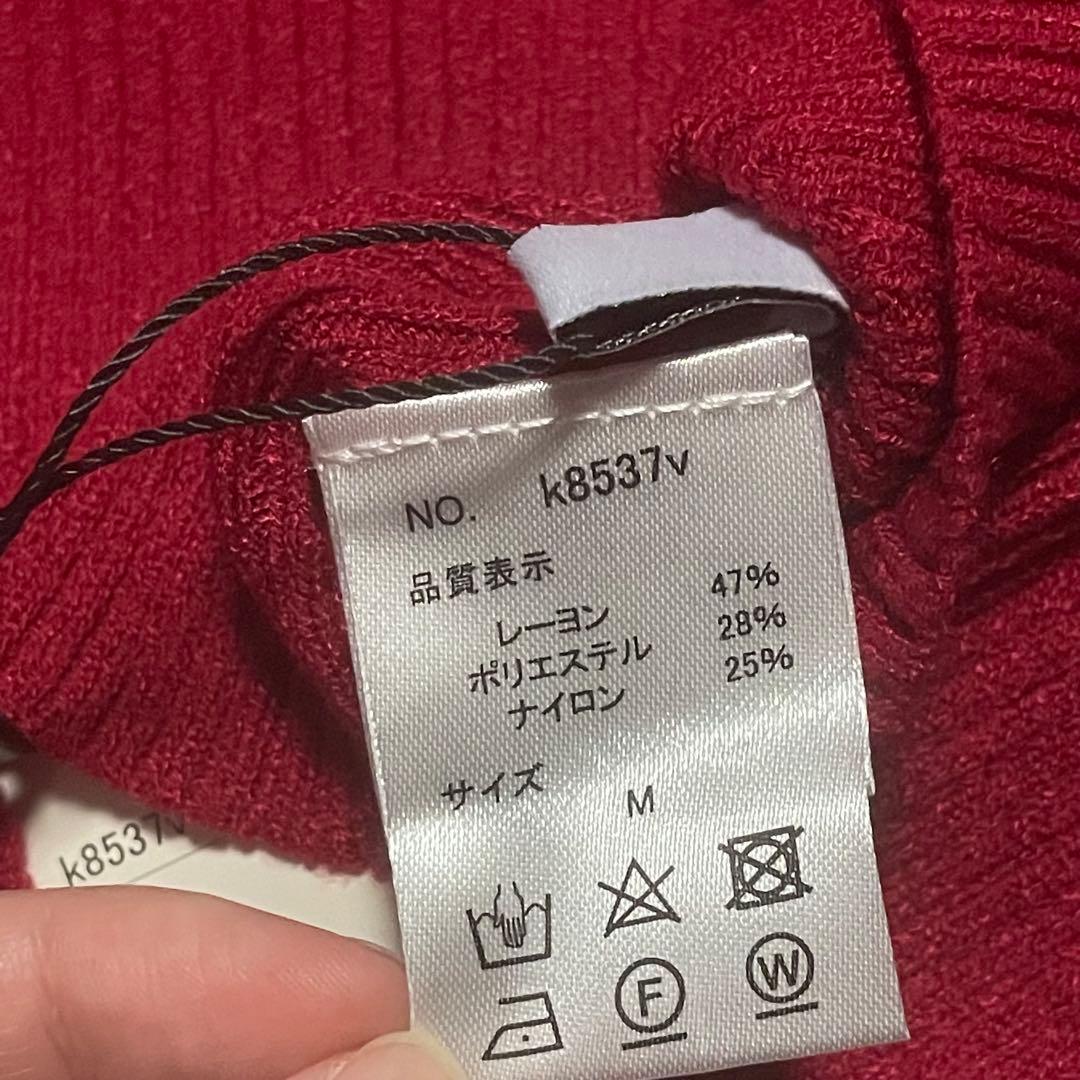 NO. k8537v
品質表示
レーヨン 47%
ポリエステル 28%
ナイロン 25%
サイズ M
F W
k8537v